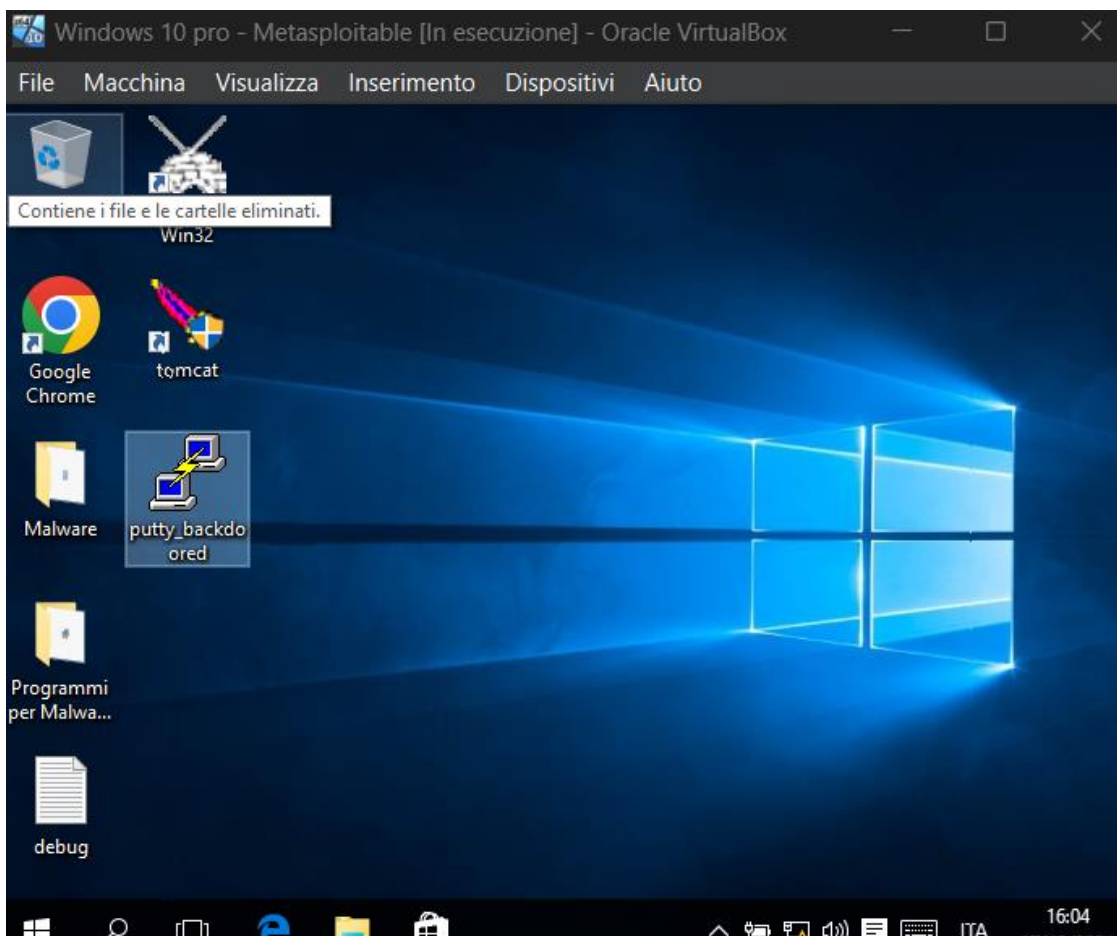 Windows 10 pro - Metasploitable [In esecuzione] - Oracle VirtualBox
File Macchina Visualizza Inserimento Dispositivi Aiuto
Contiene i file e le cartelle eliminati.
Win32
Google
Chrome
tomcat
Malware
putty_backdo
ored
Programmi
per Malwa...
debug
ITA
16:04